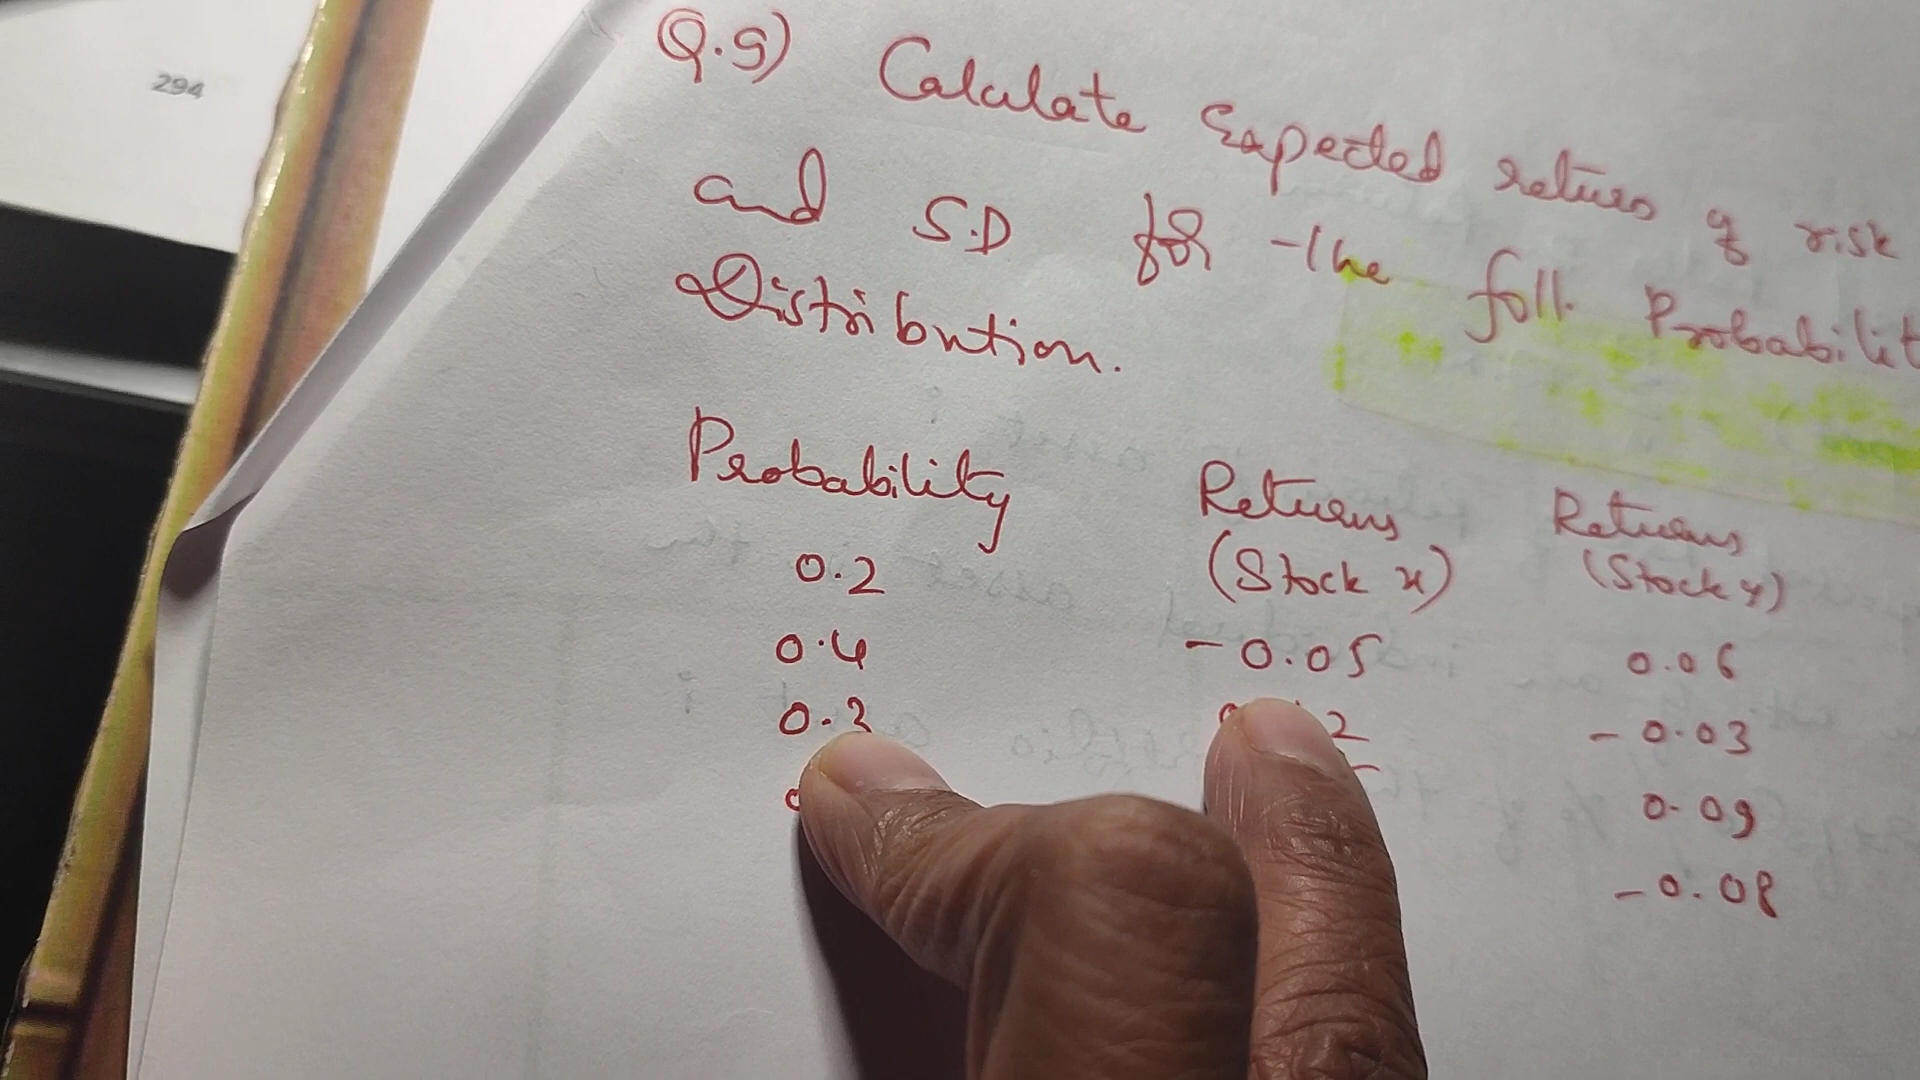 294
Q.9) Calculate Expected returns of risk
and S.D for the foll. Probabilit
Distribution.
Probability Returns Returns
(Stock x) (Stock y)
0.2
0.4 -0.05 0.06
0.3 -0.03
0.09
-0.08